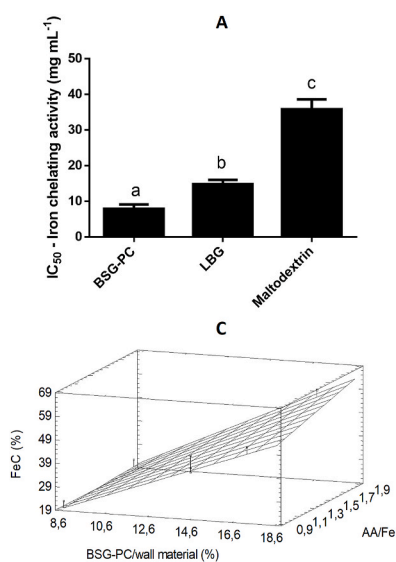 A
IC50 - Iron chelating activity (mg mL-1)
50
40
30
20
10
0
a
b
c
BSG-PC
LBG
Maltodextrin
C
FeC (%)
69
59
49
39
29
19
8,6
10,6
12,6
14,6
16,6
18,6
BSG-PC/wall material (%)
0,9
1,1
1,3
1,5
1,7
1,9
AA/Fe